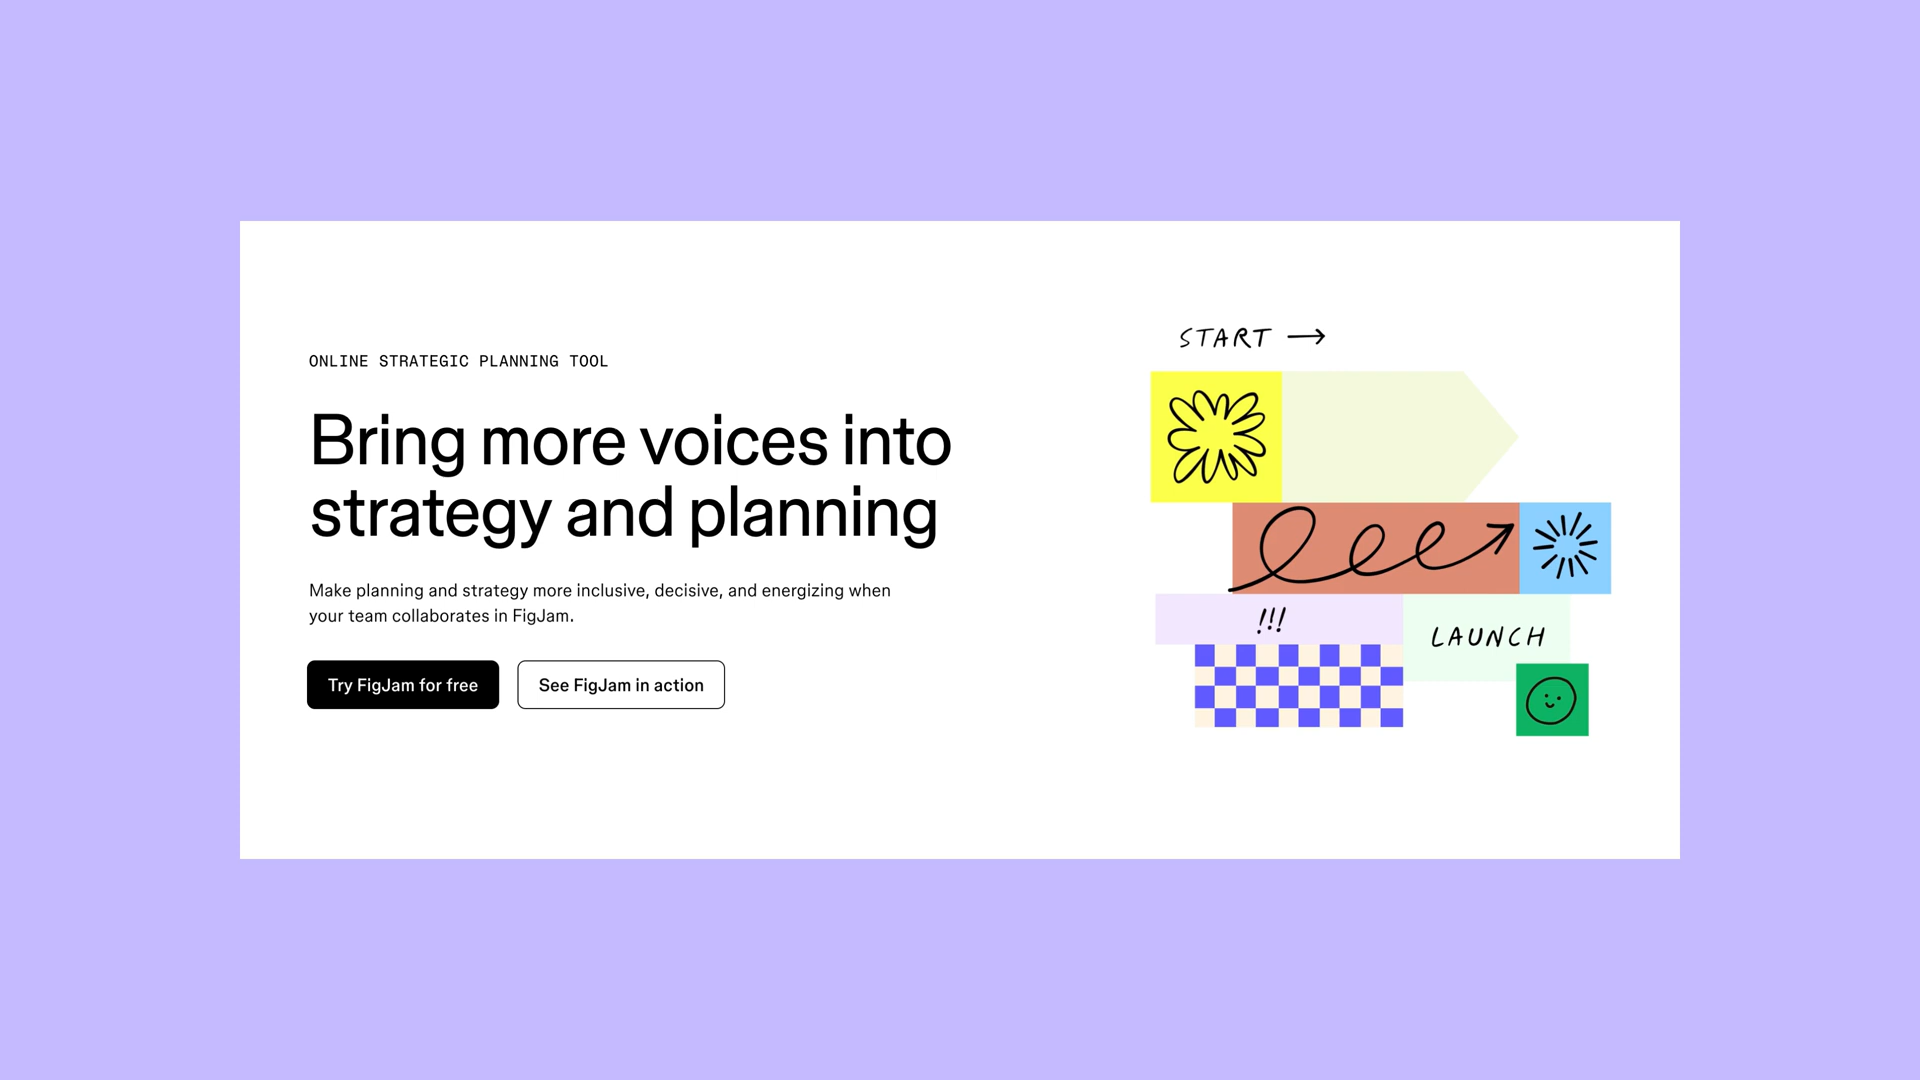 ONLINE STRATEGIC PLANNING TOOL
Bring more voices into
strategy and planning
Make planning and strategy more inclusive, decisive, and energizing when
your team collaborates in FigJam.
Try FigJam for free
See FigJam in action
START →
!!!
LAUNCH